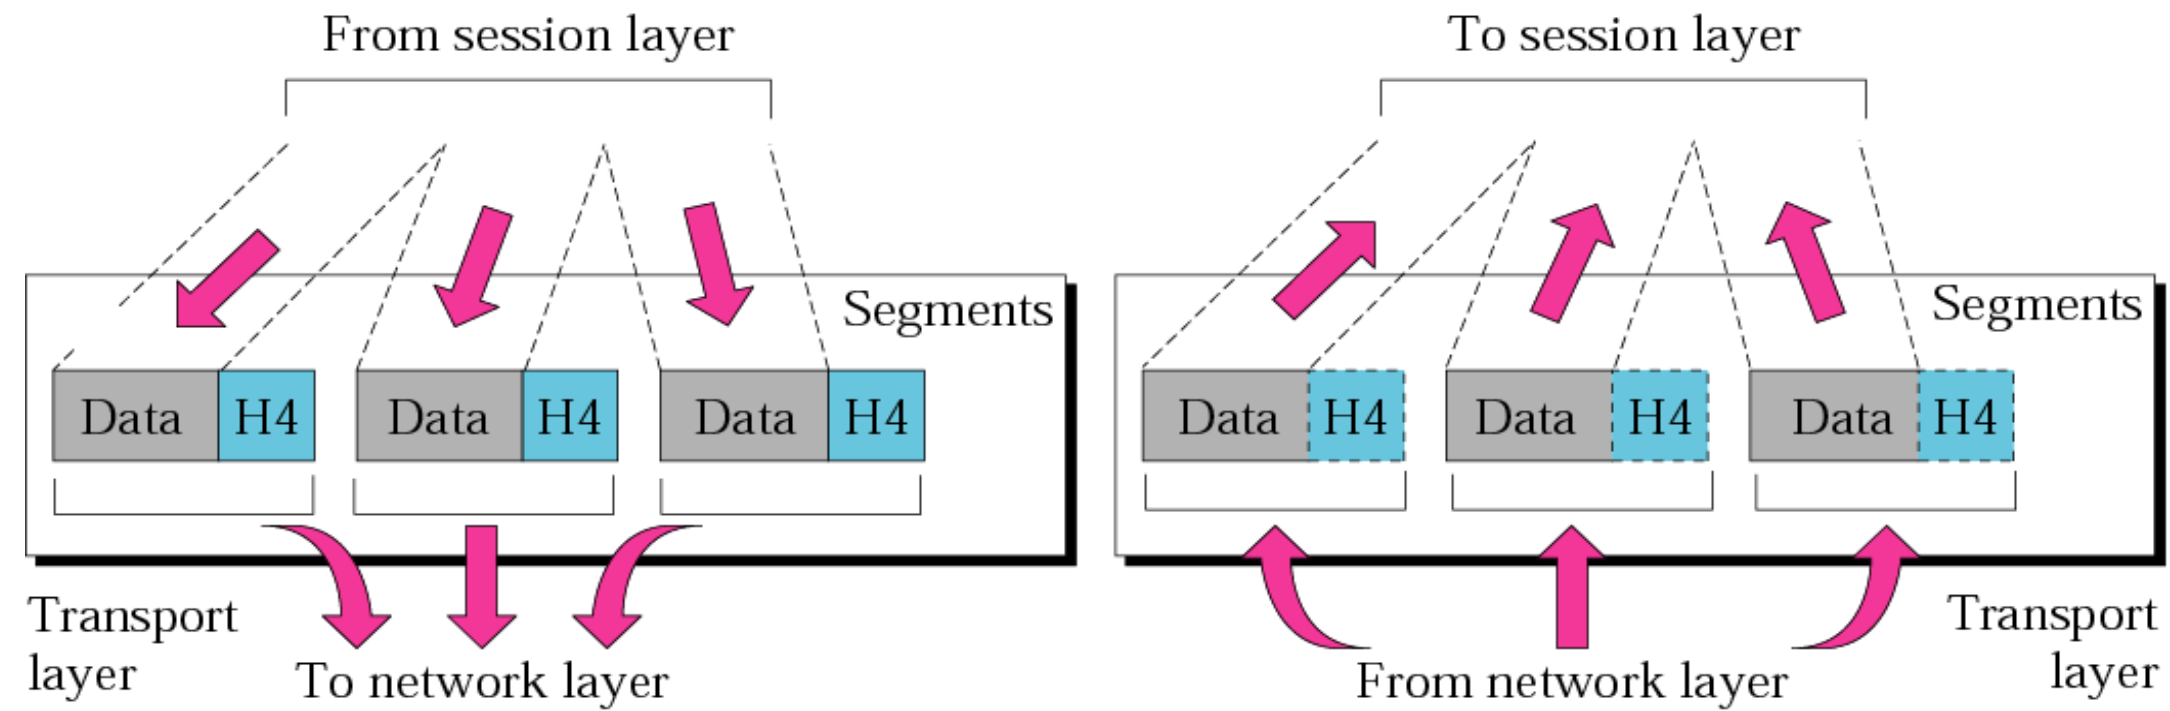 From session layer
Segments
Data H4 Data H4 Data H4
Transport
layer
To network layer
To session layer
Segments
Data H4 Data H4 Data H4
From network layer
Transport
layer